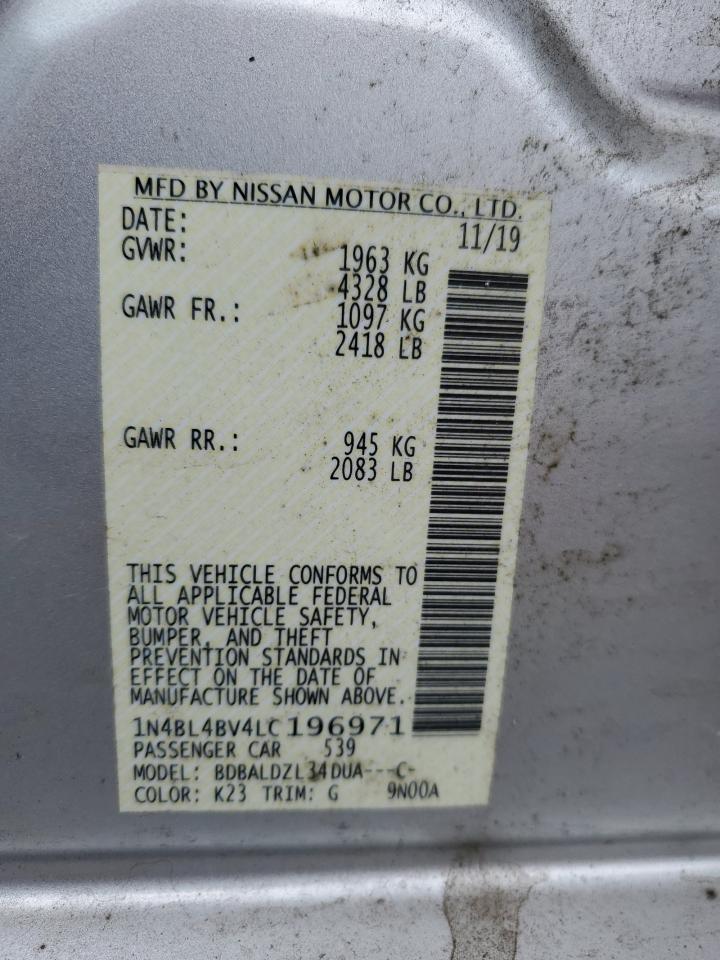 MFD BY NISSAN MOTOR CO., LTD.
DATE: 11/19
GVWR: 1963 KG
4328 LB
GAWR FR.: 1097 KG
2418 LB
GAWR RR.: 945 KG
2083 LB
THIS VEHICLE CONFORMS TO
ALL APPLICABLE FEDERAL
MOTOR VEHICLE SAFETY,
BUMPER, AND THEFT
PREVENTION STANDARDS IN
EFFECT ON THE DATE OF
MANUFACTURE SHOWN ABOVE.
1N4BL4BV4LC196971
PASSENGER CAR 539
MODEL: BDBALDZL34DUA---C-
COLOR: K23 TRIM: G 9N00A